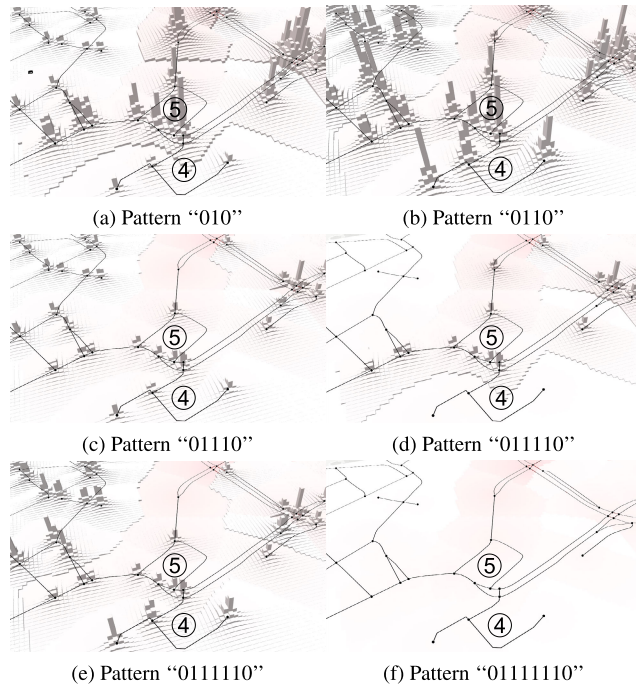 5
4
5
4
(a) Pattern “010”
(b) Pattern “0110”
5
4
5
4
(c) Pattern “01110”
(d) Pattern “011110”
5
4
5
4
(e) Pattern “0111110”
(f) Pattern “01111110”